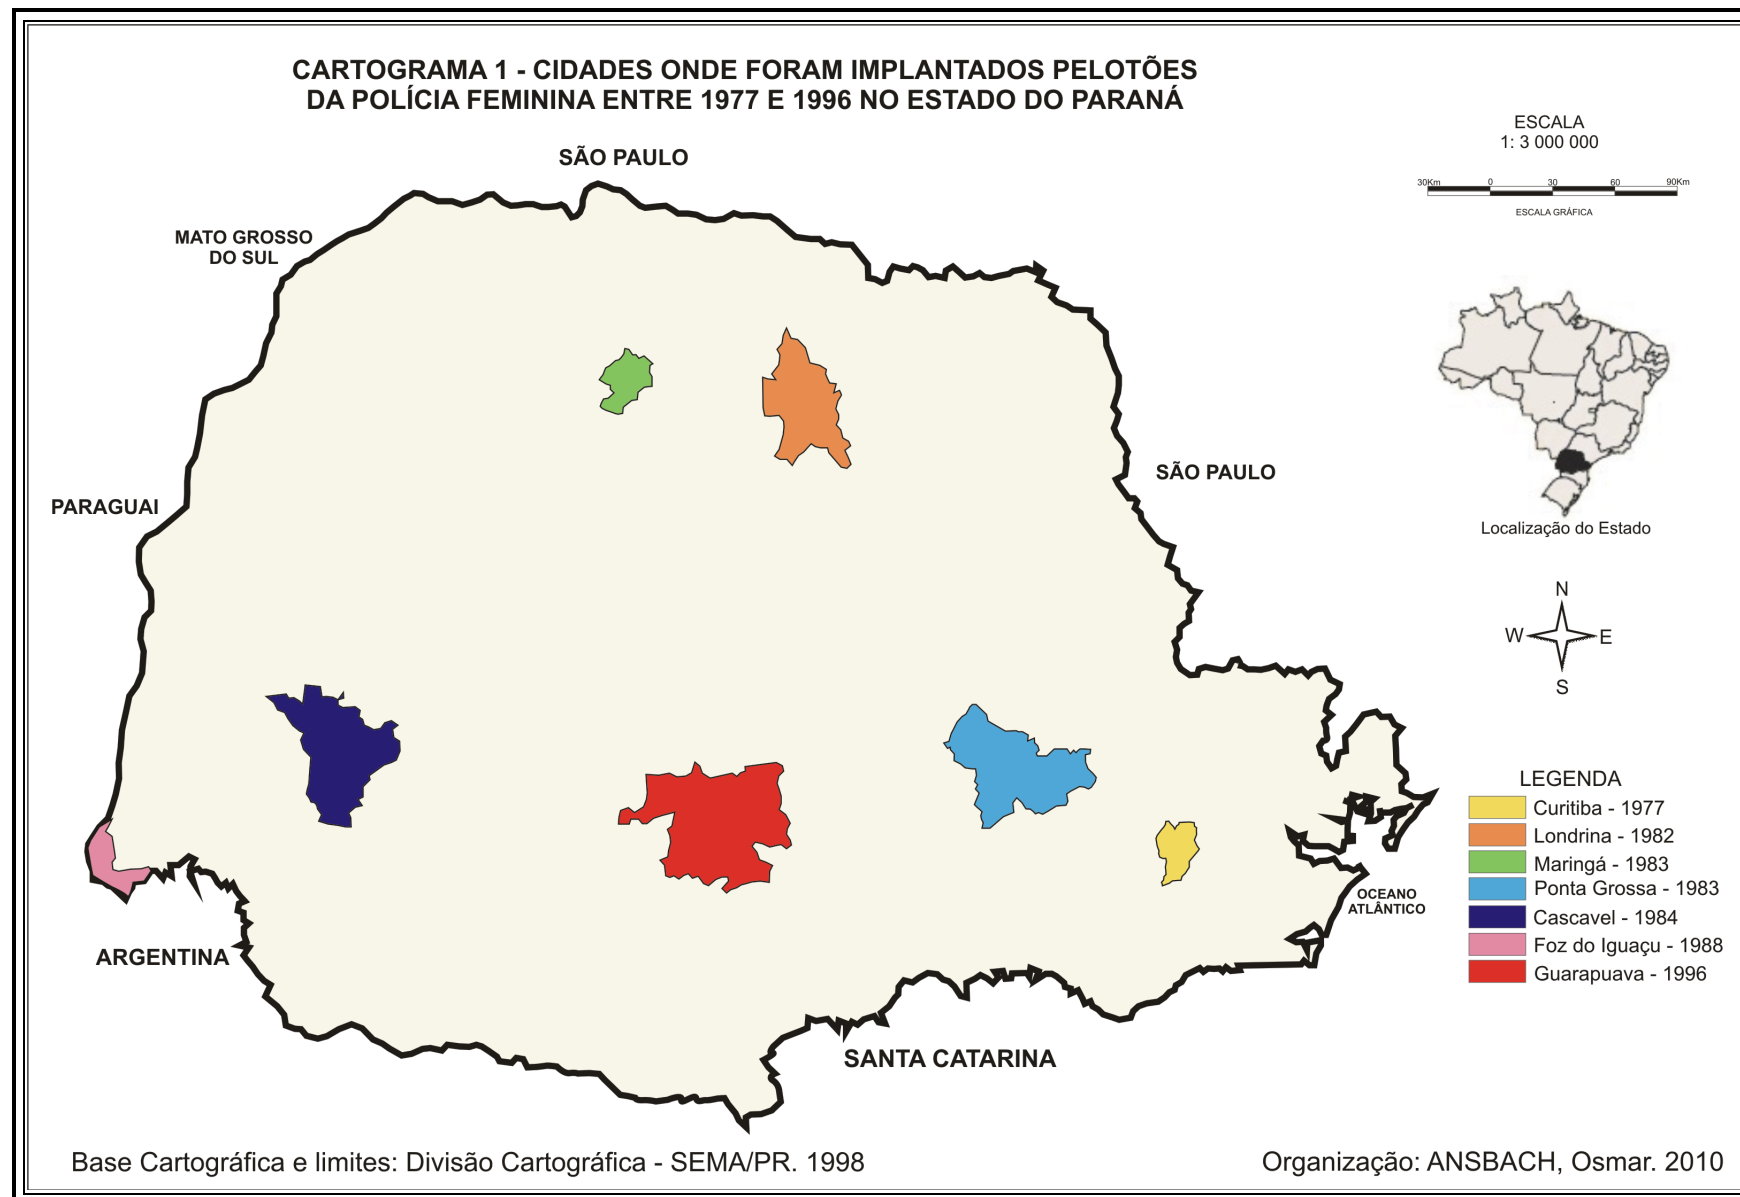 CARTOGRAMA 1 - CIDADES ONDE FORAM IMPLANTADOS PELOTÕES
DA POLÍCIA FEMININA ENTRE 1977 E 1996 NO ESTADO DO PARANÁ
ESCALA
1: 3 000 000
30Km 0 30 60 90Km
ESCALA GRÁFICA
SÃO PAULO
MATO GROSSO
DO SUL
SÃO PAULO
PARAGUAI
Localização do Estado
N
W E
S
LEGENDA
Curitiba - 1977
Londrina - 1982
Maringá - 1983
Ponta Grossa - 1983
Cascavel - 1984
Foz do Iguaçu - 1988
Guarapuava - 1996
OCEANO
ATLÂNTICO
ARGENTINA
SANTA CATARINA
Base Cartográfica e limites: Divisão Cartográfica - SEMA/PR. 1998
Organização: ANSBACH, Osmar. 2010